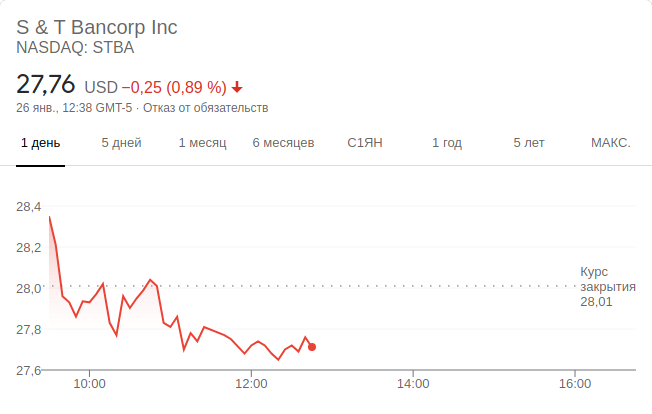 S & T Bancorp Inc
NASDAQ: STBA
27,76 USD −0,25 (0,89 %)
26 янв., 12:38 GMT-5 · Отказ от обязательств
1 день 5 дней 1 месяц 6 месяцев С1ЯН 1 год 5 лет МАКС.
28,4
28,2
28,0
27,8
27,6
Курс
закрытия
28,01
10:00 12:00 14:00 16:00